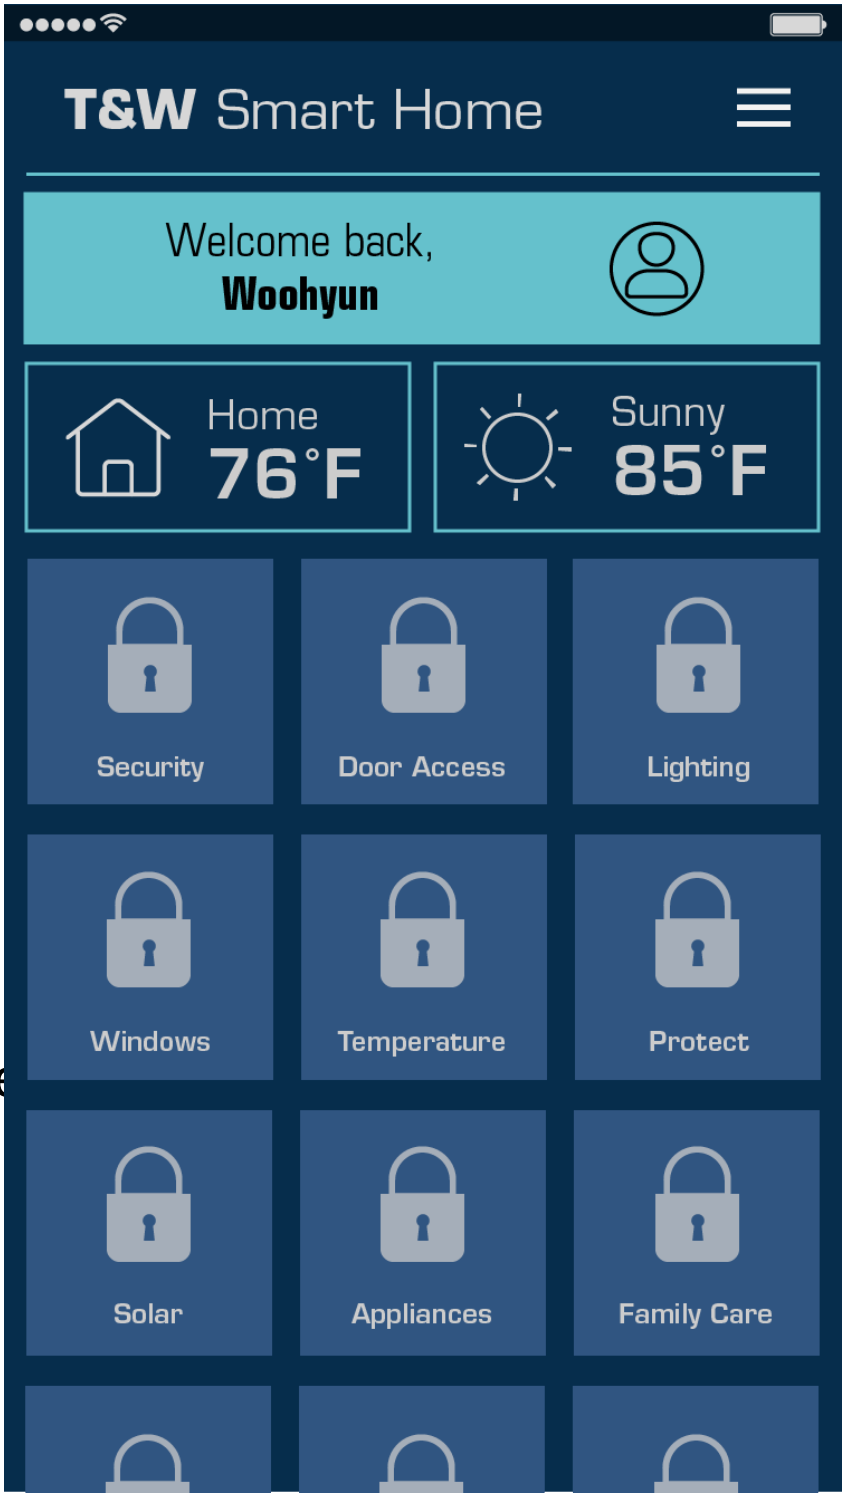 T&W Smart Home
Welcome back,
Woohyun
Home
76°F
Sunny
85°F
Security
Door Access
Lighting
Windows
Temperature
Protect
Solar
Appliances
Family Care